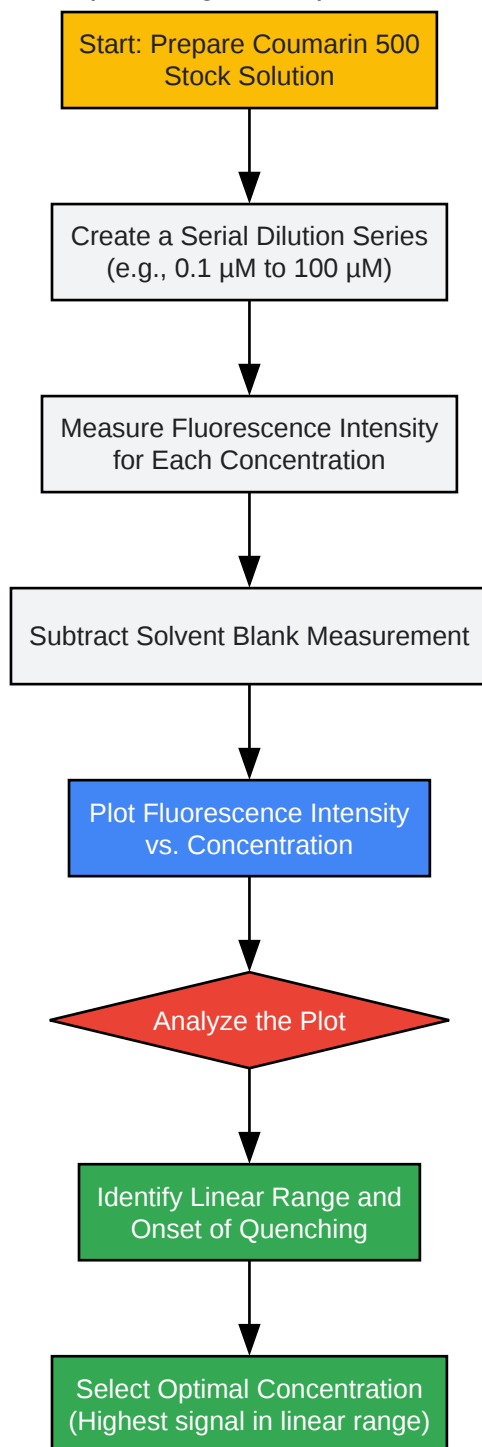 Start: Prepare Coumarin 500
Stock Solution
Create a Serial Dilution Series
(e.g., 0.1 µM to 100 µM)
Measure Fluorescence Intensity
for Each Concentration
Subtract Solvent Blank Measurement
Plot Fluorescence Intensity
vs. Concentration
Analyze the Plot
Identify Linear Range and
Onset of Quenching
Select Optimal Concentration
(Highest signal in linear range)